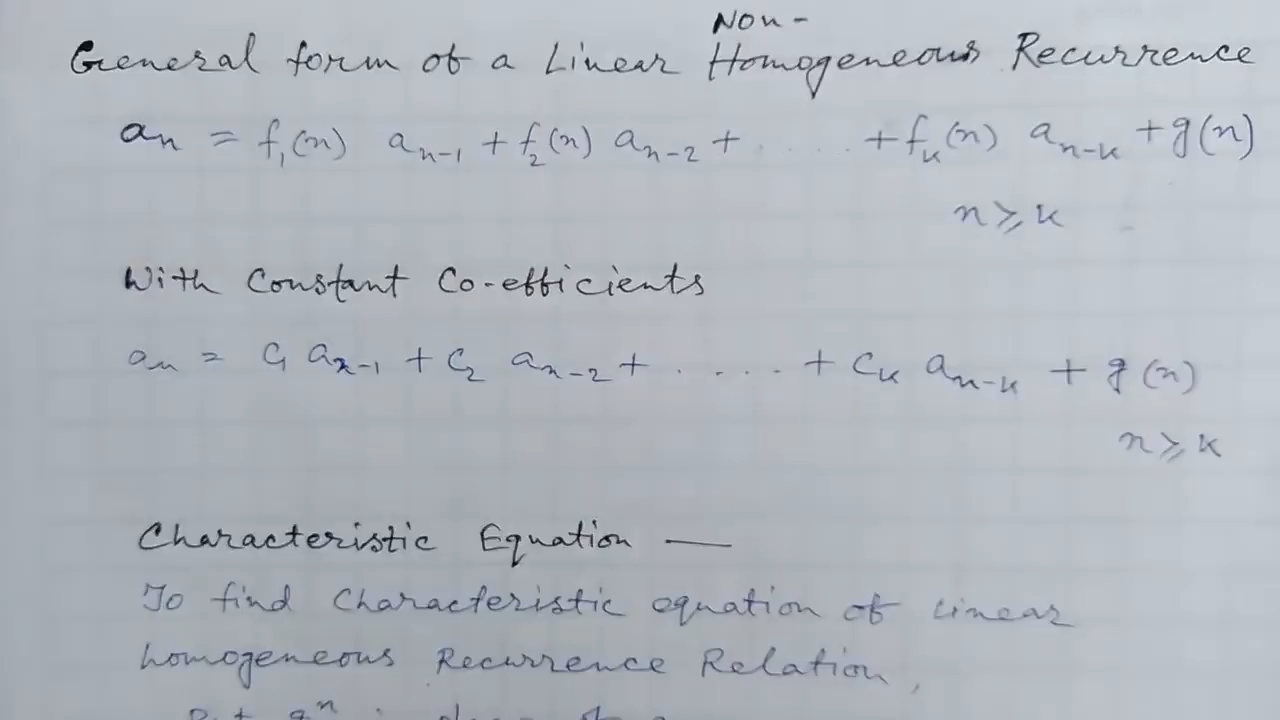 Non-
General form of a Linear Homogeneous Recurrence
aₙ = f₁(n) aₙ₋₁ + f₂(n) aₙ₋₂ + . . . . + fₖ(n) aₙ₋ₖ + g(n)
n ≥ k
With Constant Co-efficients
aₙ = C₁ aₙ₋₁ + C₂ aₙ₋₂ + . . . . . + Cₖ aₙ₋ₖ + g(n)
n ≥ k
Characteristic Equation —
To find Characteristic equation of Linear
homogeneous Recurrence Relation,